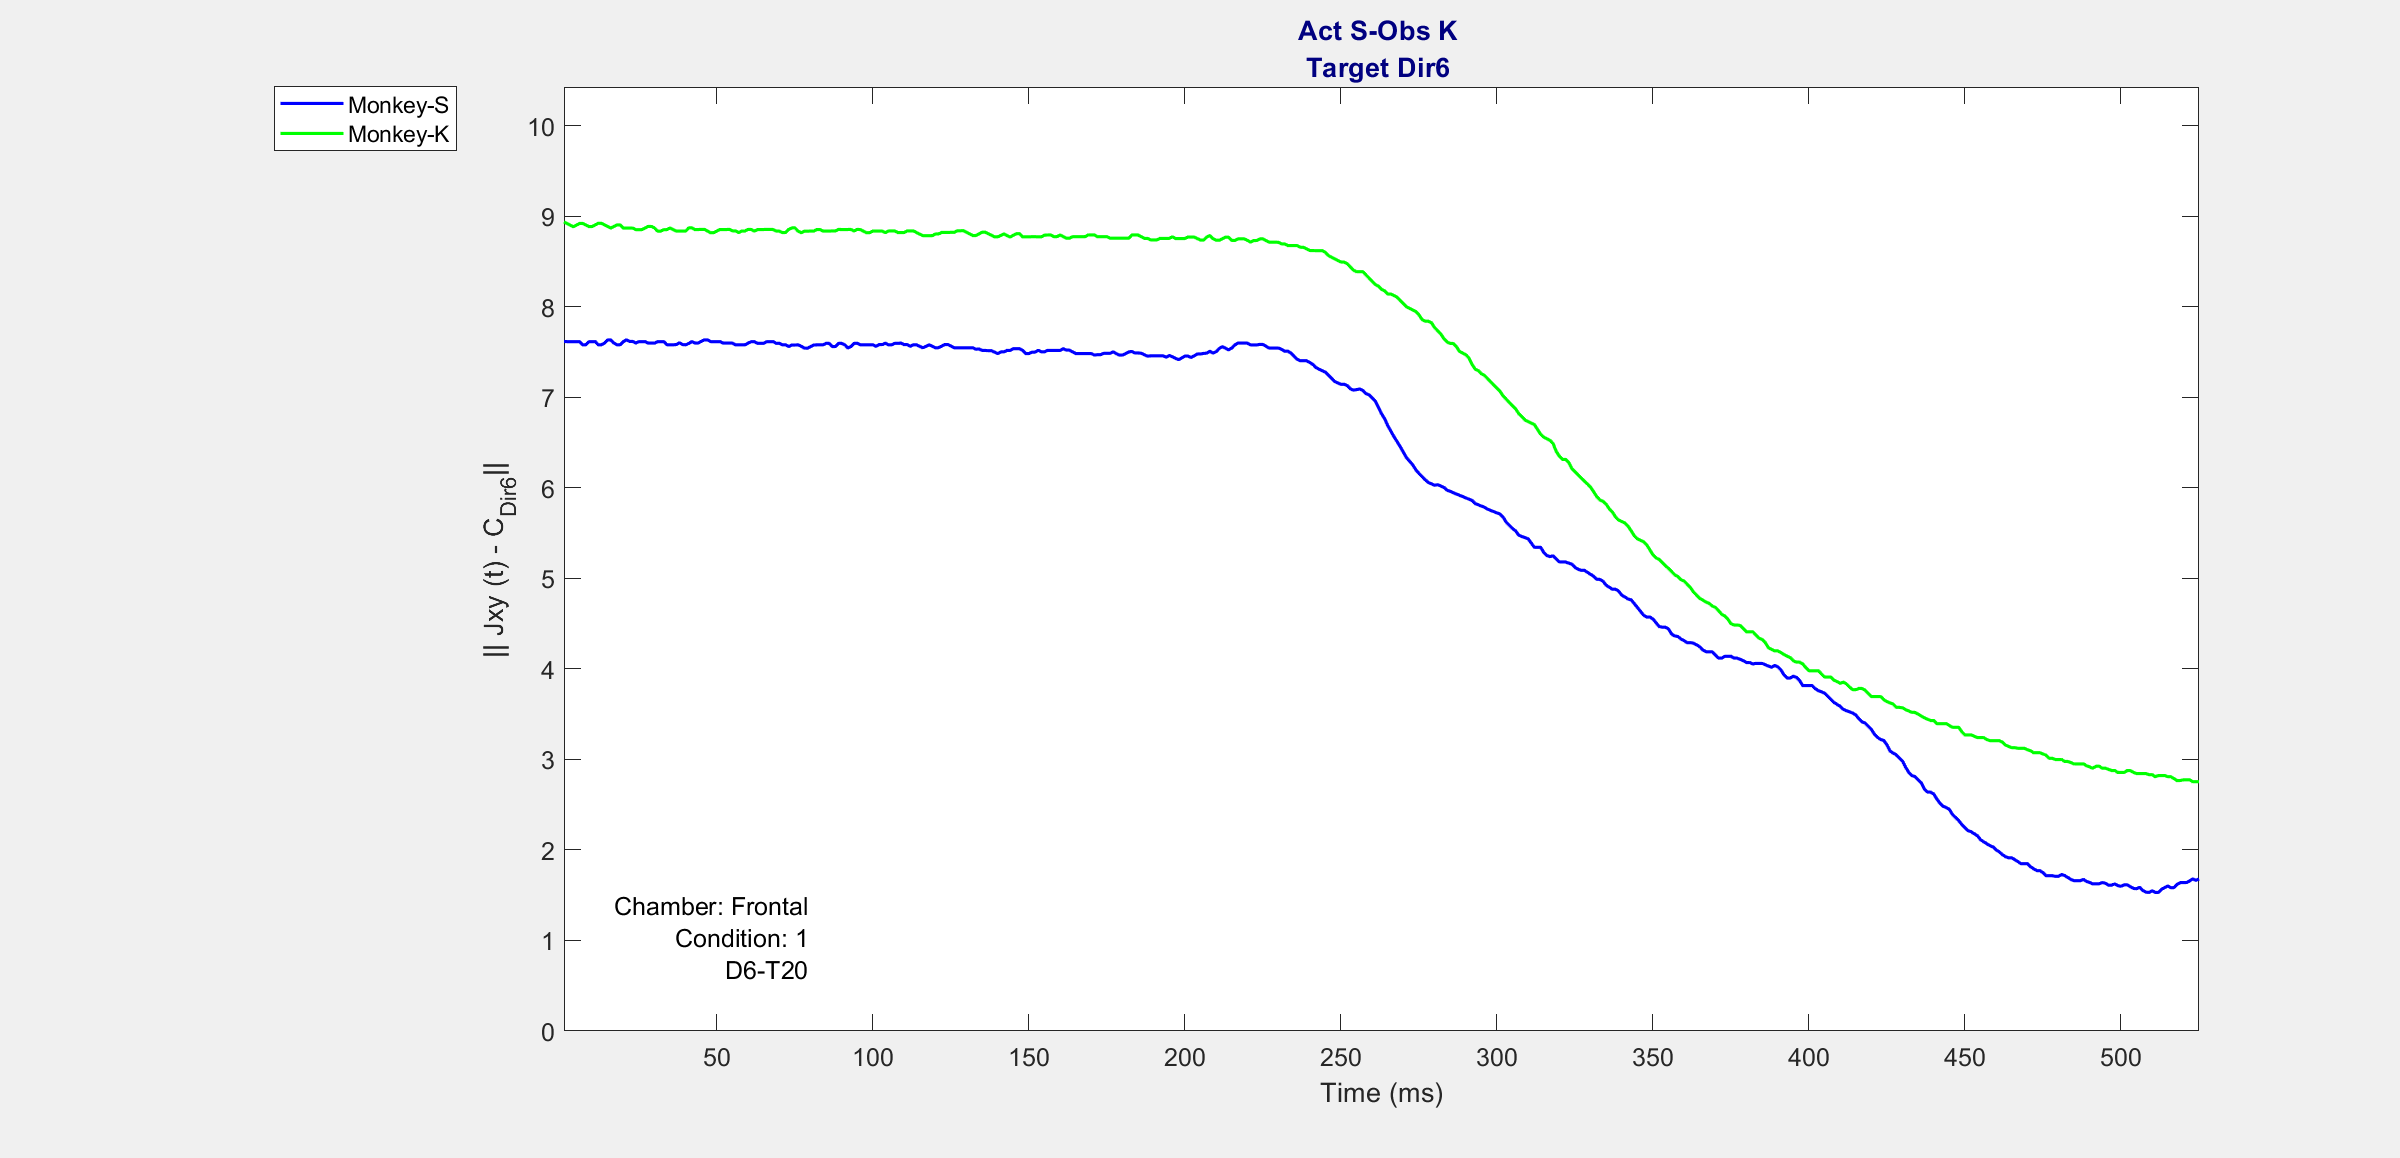 Act S-Obs K
Target Dir6
Monkey-S
Monkey-K
10
9
8
7
6
5
4
3
2
1
0
|| Jxy (t) - C_Dir6||
Chamber: Frontal
Condition: 1
D6-T20
50 100 150 200 250 300 350 400 450 500
Time (ms)